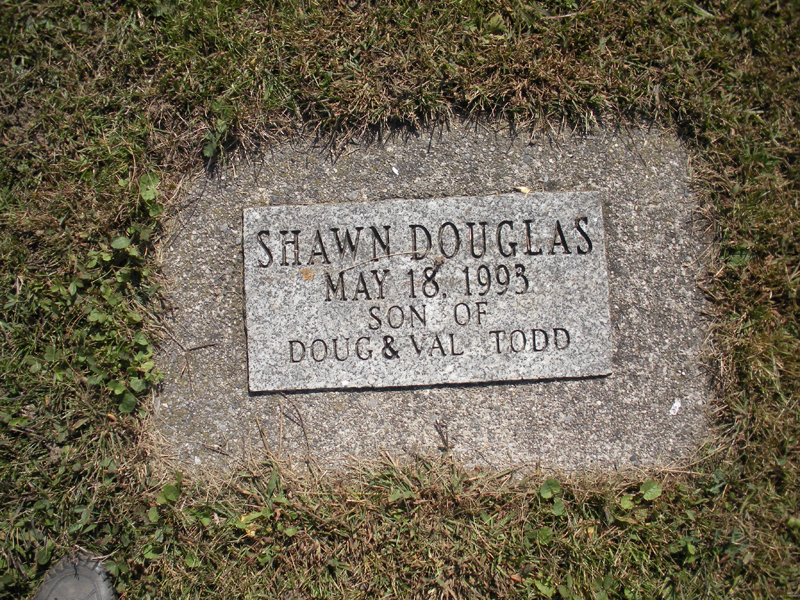 SHAWN DOUGLAS
MAY 18, 1993
SON OF
DOUG & VAL TODD